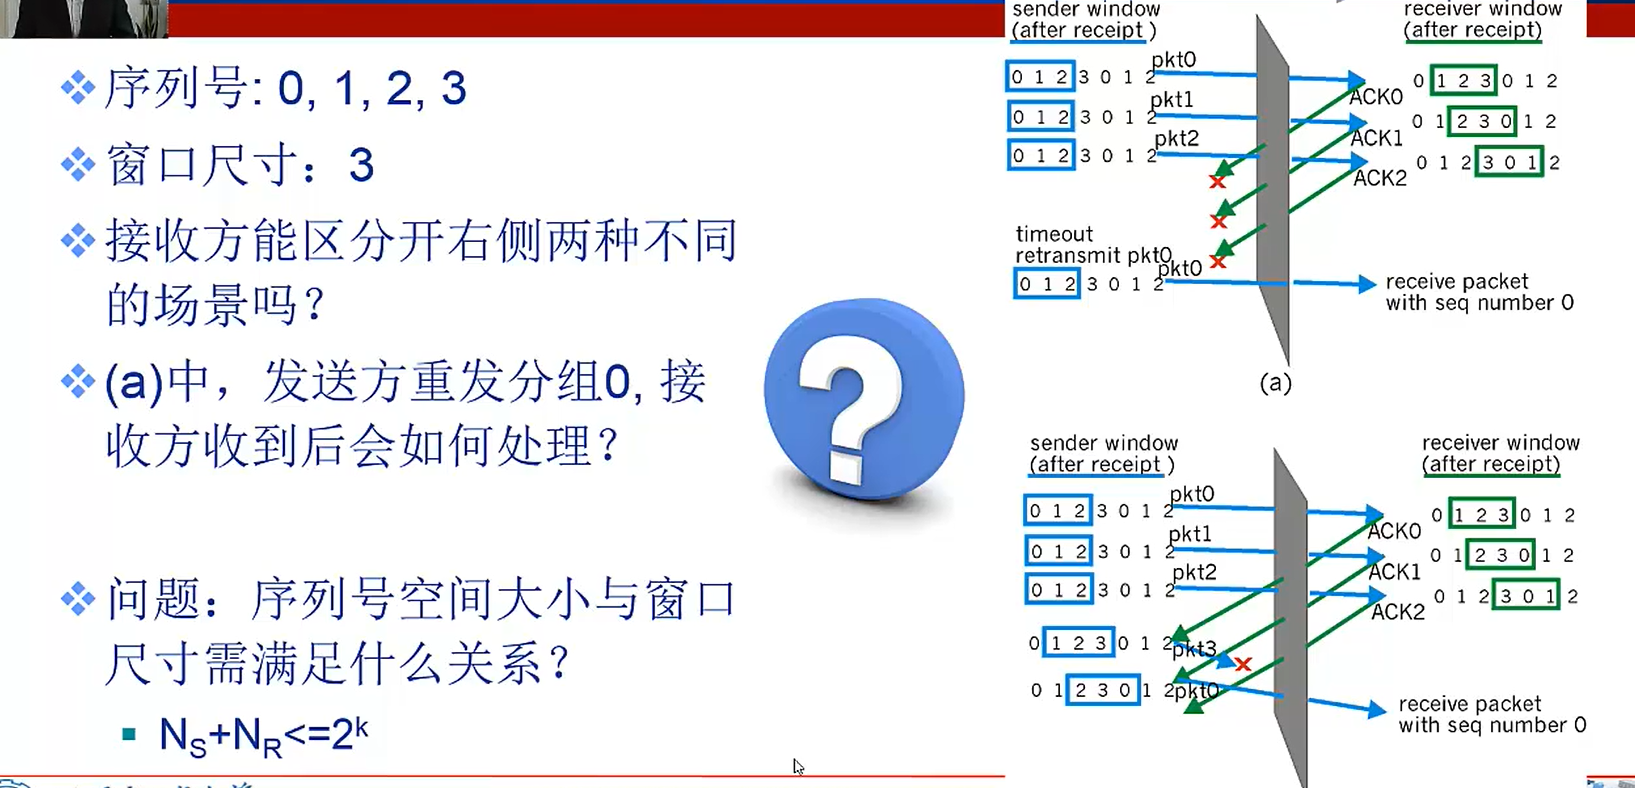 序列号: 0, 1, 2, 3
窗口尺寸：3
接收方能区分开右侧两种不同
的场景吗？
(a)中，发送方重发分组0, 接
收方收到后会如何处理？
问题：序列号空间大小与窗口
尺寸需满足什么关系？
NS+NR<=2k
sender window
(after receipt )
receiver window
(after receipt)
0 1 2 3 0 1 2
pkt0
ACK0
0 1 2 3 0 1 2
0 1 2 3 0 1 2
pkt1
ACK1
0 1 2 3 0 1 2
0 1 2 3 0 1 2
pkt2
ACK2
0 1 2 3 0 1 2
x
x
x
timeout
retransmit pkt0
0 1 2 3 0 1 2
pkt0
receive packet
with seq number 0
(a)
sender window
(after receipt )
receiver window
(after receipt)
0 1 2 3 0 1 2
pkt0
ACK0
0 1 2 3 0 1 2
0 1 2 3 0 1 2
pkt1
ACK1
0 1 2 3 0 1 2
0 1 2 3 0 1 2
pkt2
ACK2
0 1 2 3 0 1 2
0 1 2 3 0 1 2
pkt3
x
0 1 2 3 0 1 2
pkt0
receive packet
with seq number 0